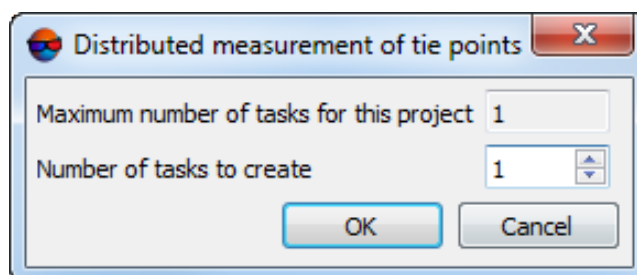 Distributed measurement of tie points
Maximum number of tasks for this project 1
Number of tasks to create 1
OK Cancel